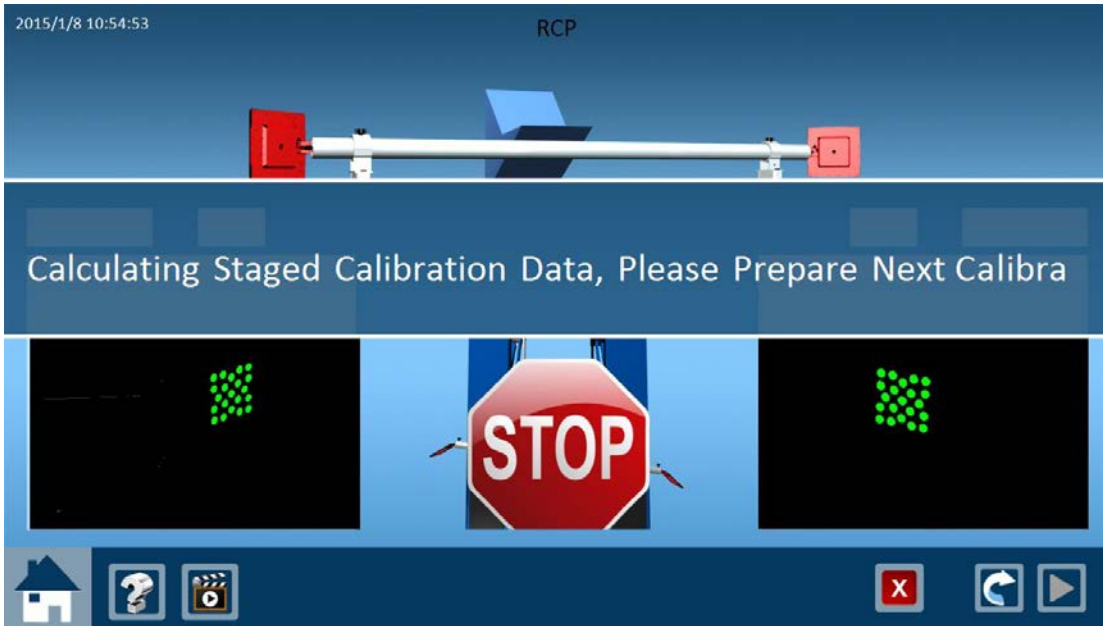 2015/1/8 10:54:53
RCP
Calculating Staged Calibration Data, Please Prepare Next Calibra
STOP
?
X